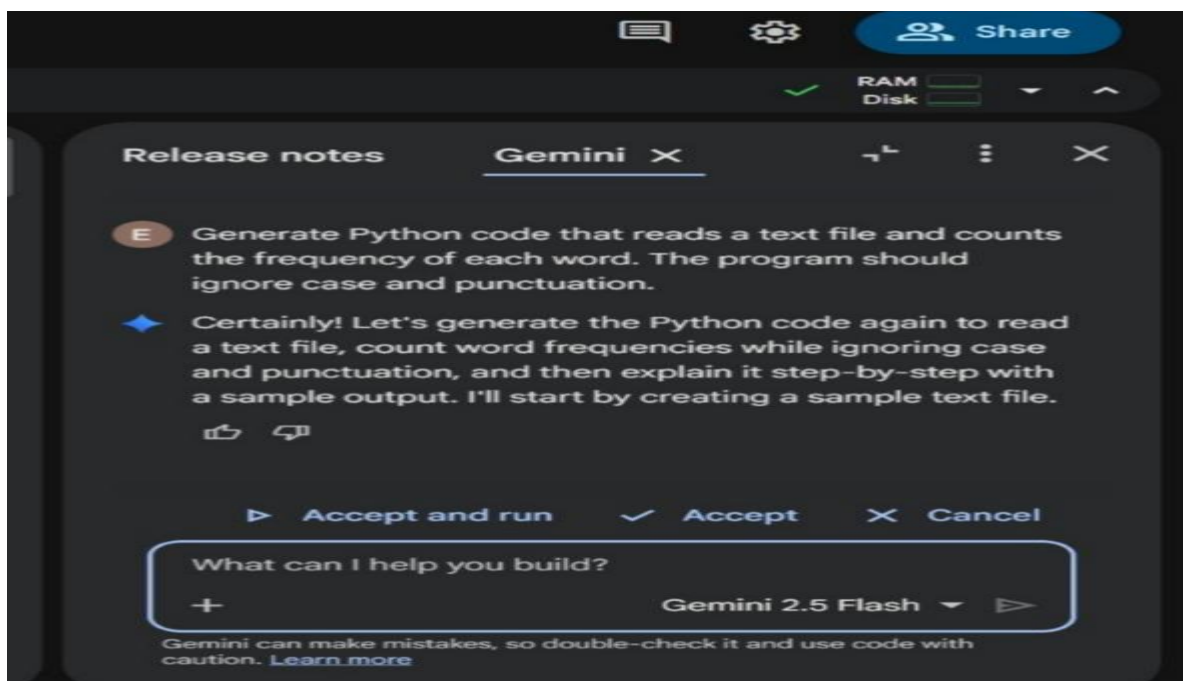 Share
RAM
Disk
Release notes Gemini
E Generate Python code that reads a text file and counts
the frequency of each word. The program should
ignore case and punctuation.
Certainly! Let's generate the Python code again to read
a text file, count word frequencies while ignoring case
and punctuation, and then explain it step-by-step with
a sample output. I'll start by creating a sample text file.
Accept and run Accept Cancel
What can I help you build?
Gemini 2.5 Flash
Gemini can make mistakes, so double-check it and use code with
caution. Learn more